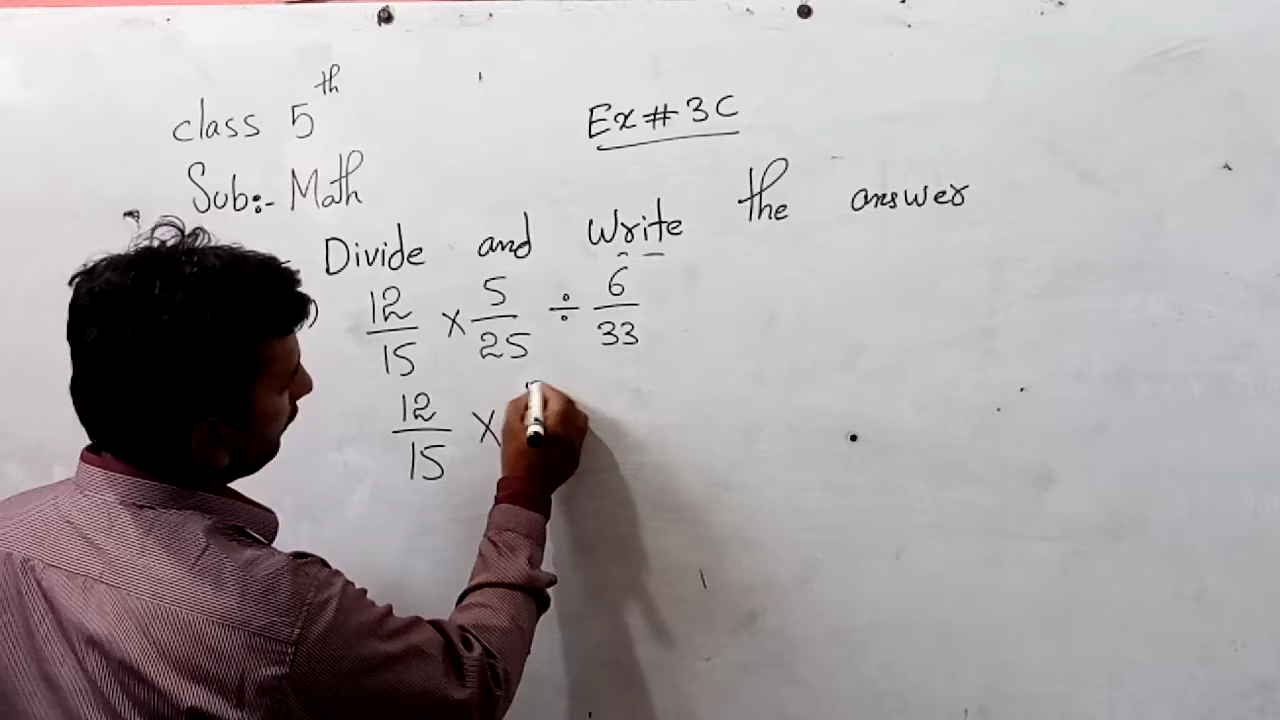 class 5th
Ex # 3C
Sub:- Math
Divide and Write the answer
12/15 × 5/25 ÷ 6/33
12/15 ×